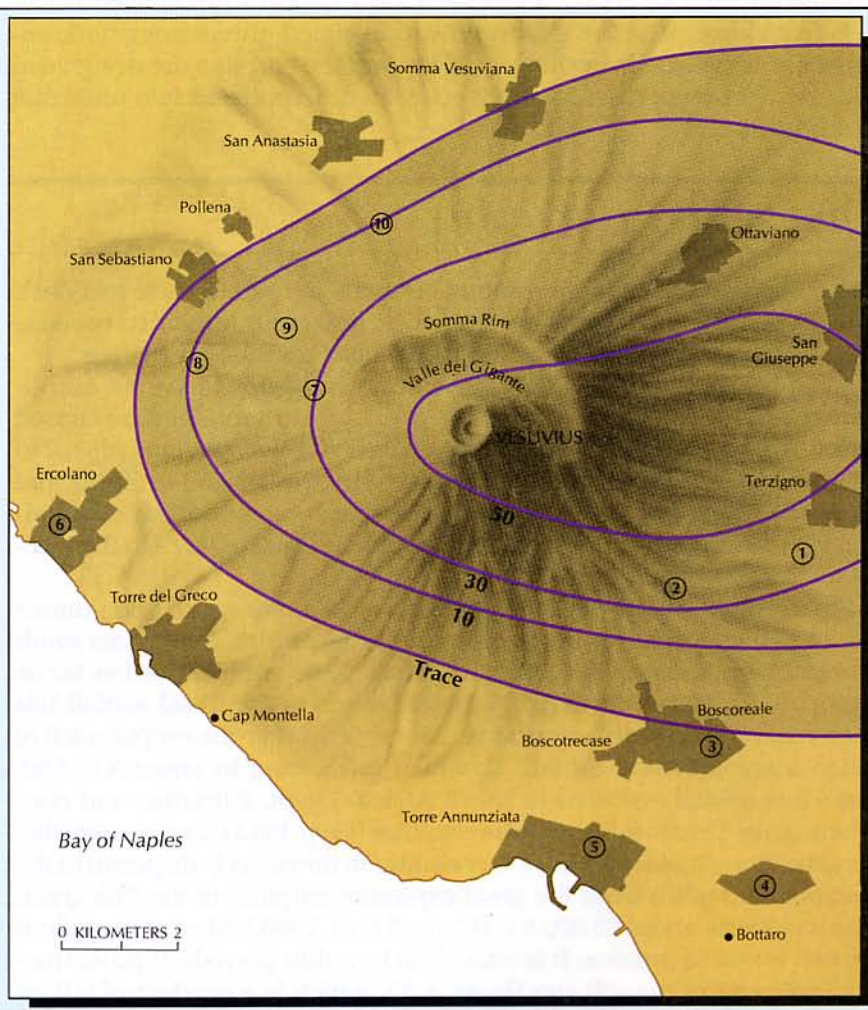 Somma Vesuviana
San Anastasia
Pollena
10
Ottaviano
San Sebastiano
9
Somma Rim
San
Giuseppe
8
7
Valle del Gigante
VESUVIUS
Ercolano
Terzigno
50
6
1
30
2
Torre del Greco
10
Trace
Boscoreale
Cap Montella
Boscotrecase
3
Torre Annunziata
Bay of Naples
5
4
0 KILOMETERS 2
Bottaro